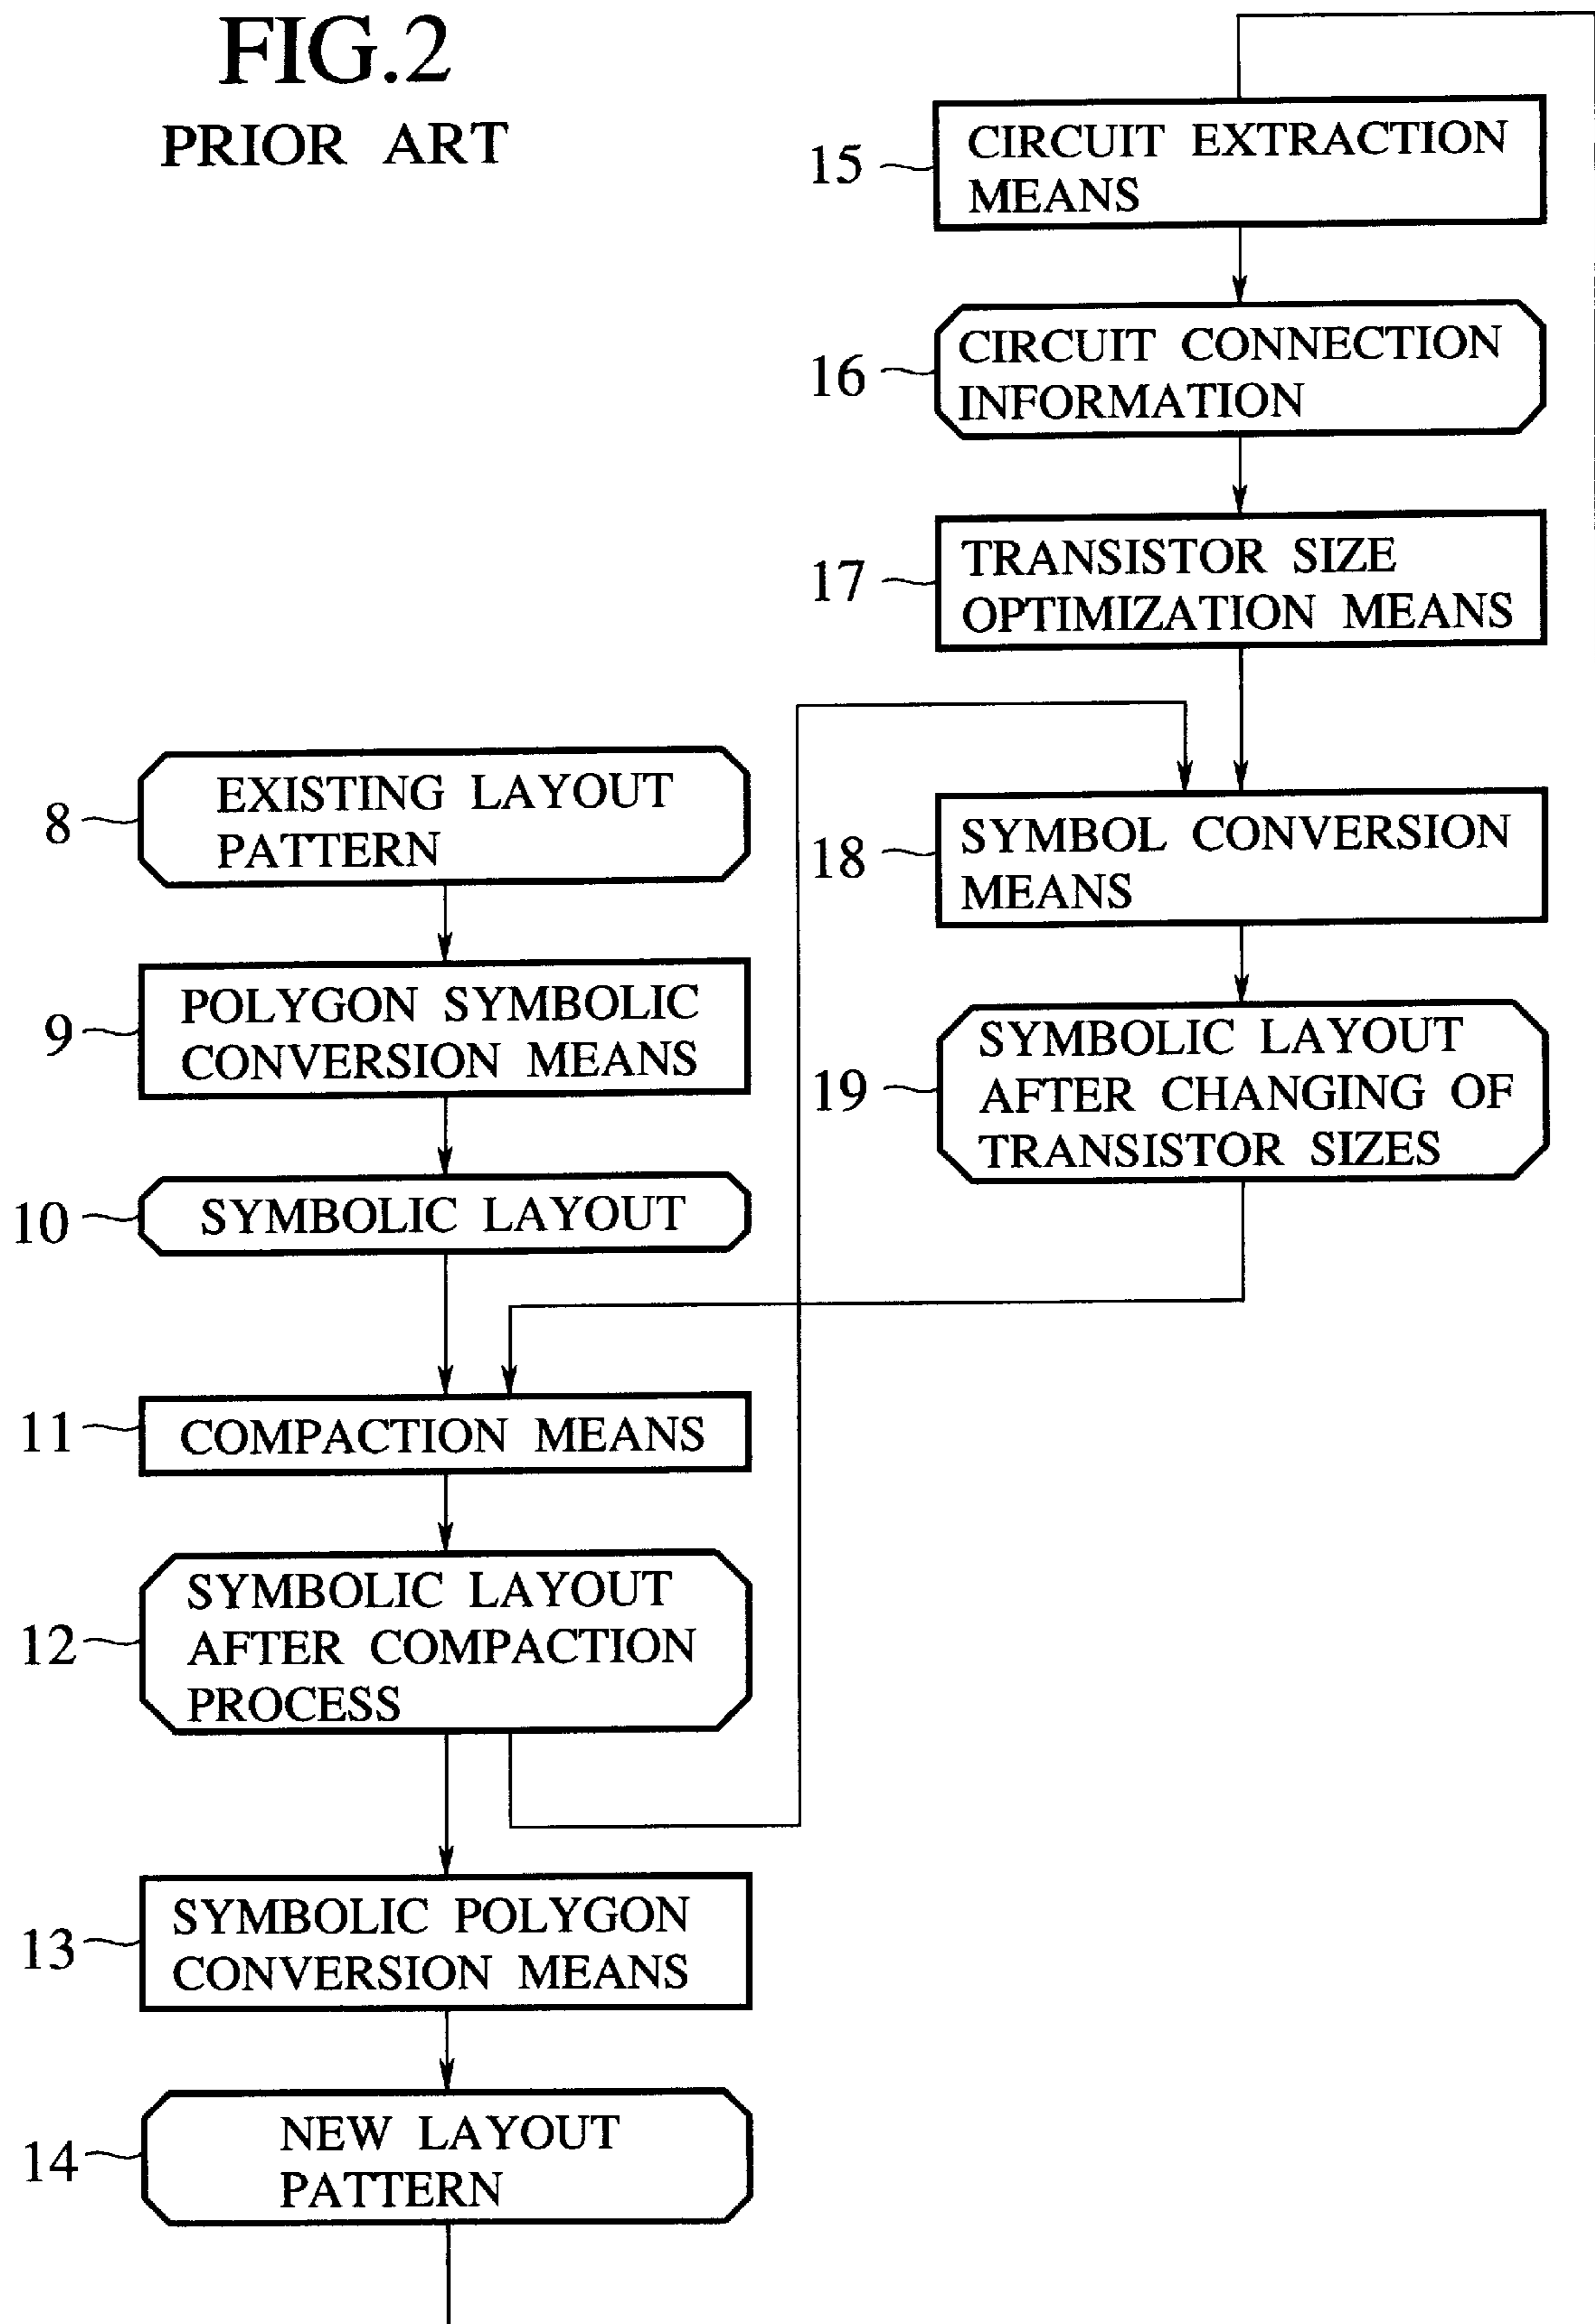 FIG.2
PRIOR ART
8
EXISTING LAYOUT
PATTERN
9
POLYGON SYMBOLIC
CONVERSION MEANS
10
SYMBOLIC LAYOUT
11
COMPACTION MEANS
12
SYMBOLIC LAYOUT
AFTER COMPACTION
PROCESS
13
SYMBOLIC POLYGON
CONVERSION MEANS
14
NEW LAYOUT
PATTERN
15
CIRCUIT EXTRACTION
MEANS
16
CIRCUIT CONNECTION
INFORMATION
17
TRANSISTOR SIZE
OPTIMIZATION MEANS
18
SYMBOL CONVERSION
MEANS
19
SYMBOLIC LAYOUT
AFTER CHANGING OF
TRANSISTOR SIZES